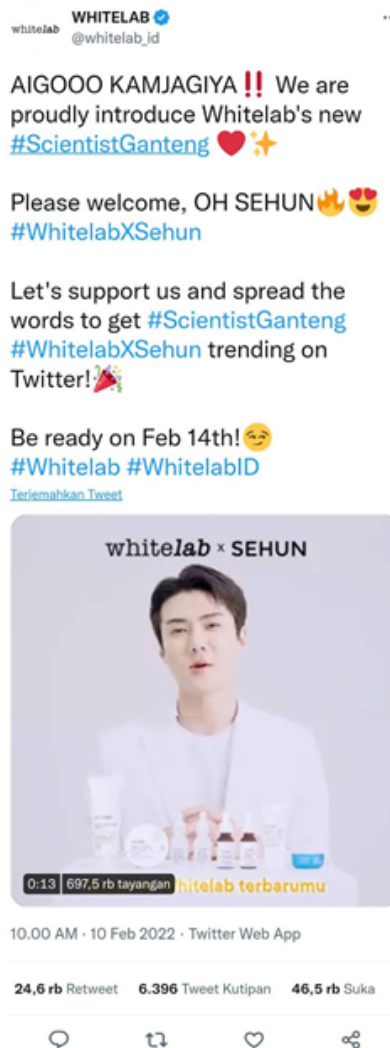 whitelab
WHITELAB
@whitelab_id
AIGOOO KAMJAGIYA‼️ We are
proudly introduce Whitelab's new
#ScientistGanteng ❤️✨
Please welcome, OH SEHUN🔥😍
#WhitelabXSehun
Let's support us and spread the
words to get #ScientistGanteng
#WhitelabXSehun trending on
Twitter!🎉
Be ready on Feb 14th!😏
#Whitelab #WhitelabID
Terjemahkan Tweet
whitelab x SEHUN
0:13 697,5 rb tayangan hitelab terbarumu
10.00 AM · 10 Feb 2022 · Twitter Web App
24,6 rb Retweet 6.396 Tweet Kutipan 46,5 rb Suka